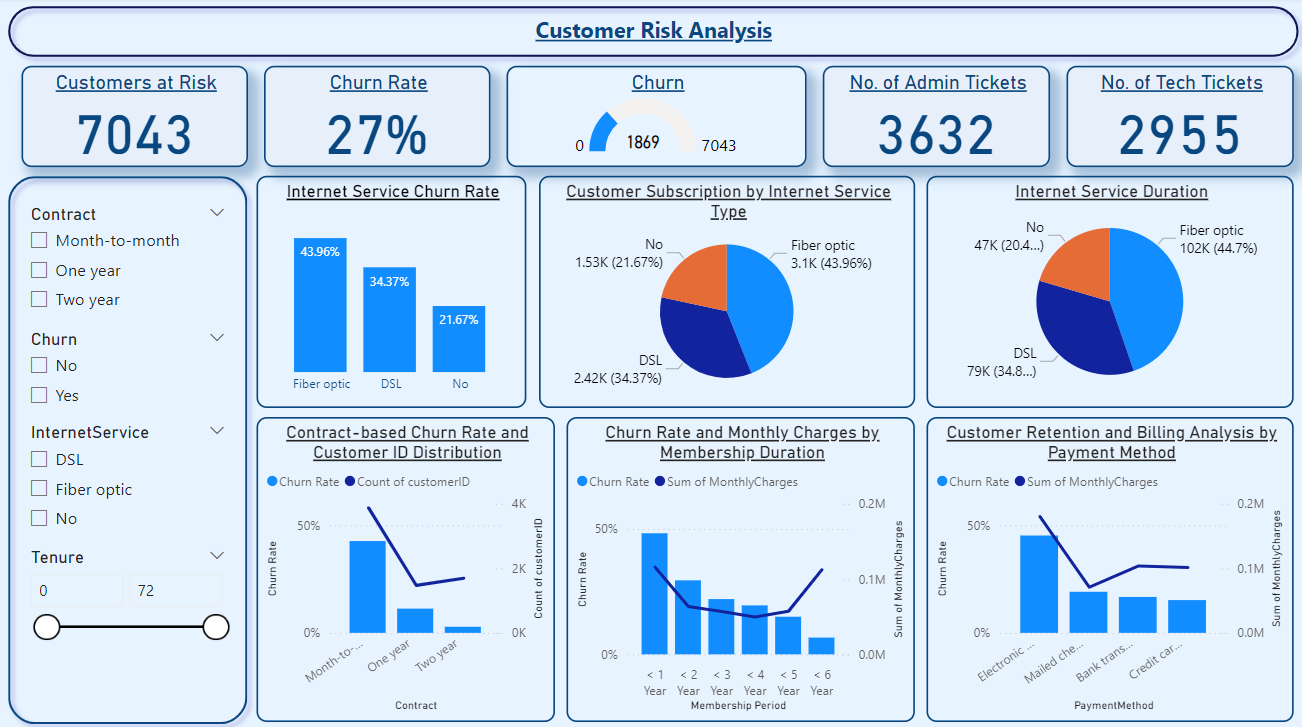 Customer Risk Analysis
Customers at Risk
7043
Churn Rate
27%
Churn
0
1869
7043
No. of Admin Tickets
3632
No. of Tech Tickets
2955
Contract
Month-to-month
One year
Two year
Churn
No
Yes
InternetService
DSL
Fiber optic
No
Tenure
0
72
Internet Service Churn Rate
43.96%
34.37%
21.67%
Fiber optic
DSL
No
Customer Subscription by Internet Service
Type
No
1.53K (21.67%)
Fiber optic
3.1K (43.96%)
DSL
2.42K (34.37%)
Internet Service Duration
No
47K (20.4...)
Fiber optic
102K (44.7%)
DSL
79K (34.8...)
Contract-based Churn Rate and
Customer ID Distribution
Churn Rate
Count of customerID
50%
0%
Churn Rate
4K
2K
0K
Count of customerID
Month-to-...
One year
Two year
Contract
Churn Rate and Monthly Charges by
Membership Duration
Churn Rate
Sum of MonthlyCharges
50%
0%
Churn Rate
0.2M
0.1M
0.0M
Sum of MonthlyCharges
< 1
Year
< 2
Year
< 3
Year
< 4
Year
< 5
Year
< 6
Year
Membership Period
Customer Retention and Billing Analysis by
Payment Method
Churn Rate
Sum of MonthlyCharges
50%
0%
Churn Rate
0.2M
0.1M
0.0M
Sum of MonthlyCharges
Electronic ...
Mailed che...
Bank trans...
Credit car...
PaymentMethod